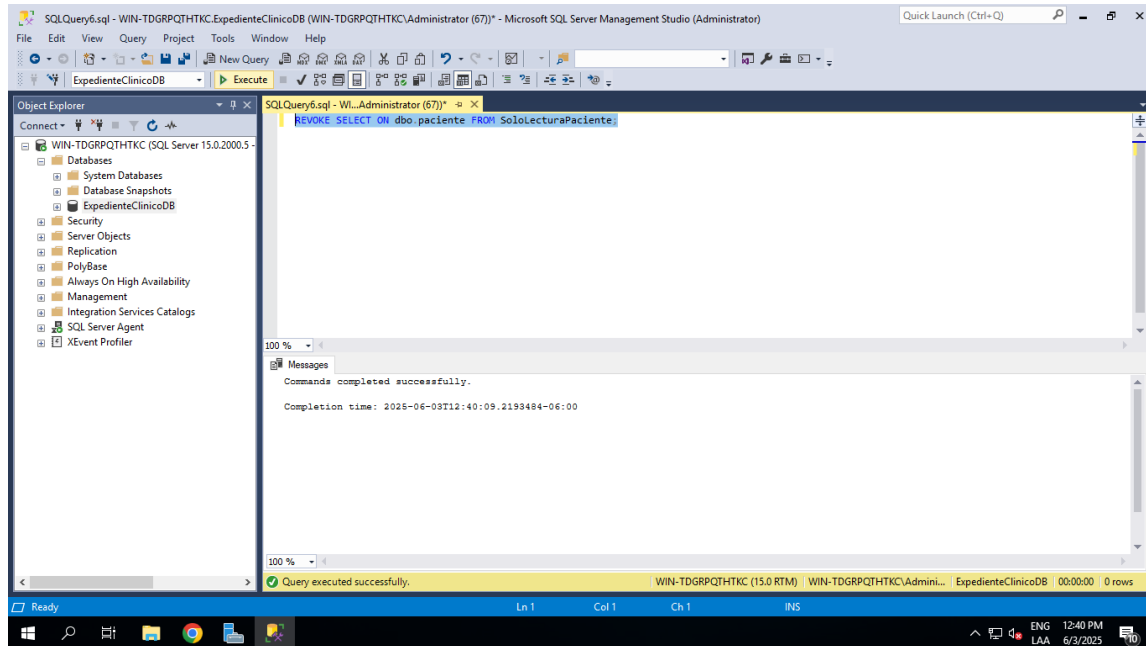 SQLQuery6.sql - WIN-TDGRPQTHTKC.ExpedienteClinicoDB (WIN-TDGRPQTHTKC\Administrator (67))* - Microsoft SQL Server Management Studio (Administrator)
Quick Launch (Ctrl+Q)
File Edit View Query Project Tools Window Help
New Query
ExpedienteClinicoDB Execute
Object Explorer
Connect
WIN-TDGRPQTHTKC (SQL Server 15.0.2000.5 -
Databases
System Databases
Database Snapshots
ExpedienteClinicoDB
Security
Server Objects
Replication
PolyBase
Always On High Availability
Management
Integration Services Catalogs
SQL Server Agent
XEvent Profiler
SQLQuery6.sql - WI...Administrator (67))*
REVOKE SELECT ON dbo.paciente FROM SoloLecturaPaciente;
100 %
Messages
Commands completed successfully.
Completion time: 2025-06-03T12:40:09.2193484-06:00
100 %
Query executed successfully. WIN-TDGRPQTHTKC (15.0 RTM) WIN-TDGRPQTHTKC\Admini... ExpedienteClinicoDB 00:00:00 0 rows
Ready Ln 1 Col 1 Ch 1 INS
ENG 12:40 PM
LAA 6/3/2025
10